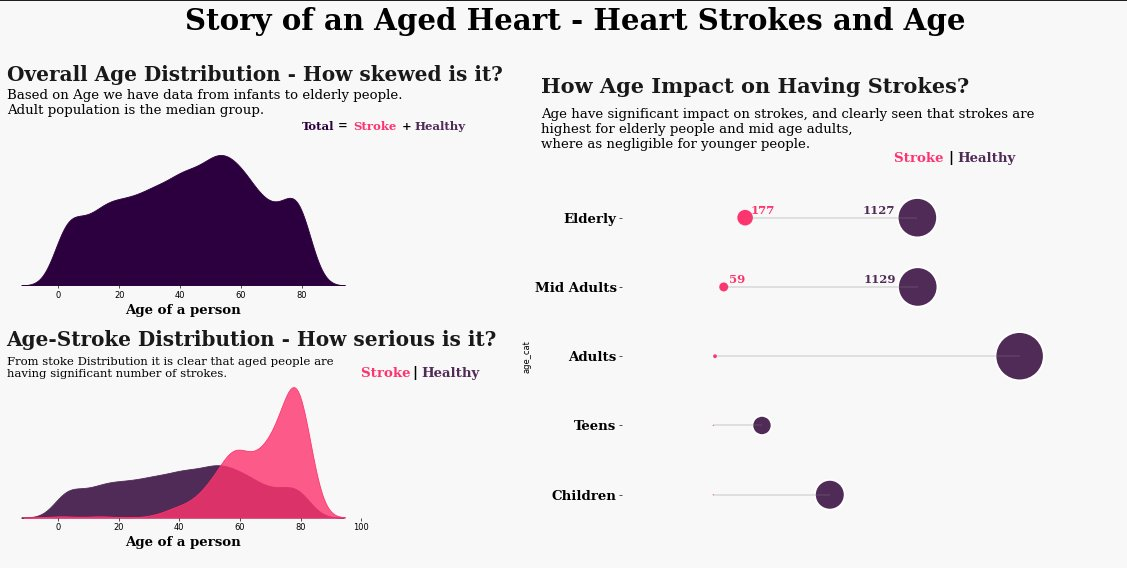 Story of an Aged Heart - Heart Strokes and Age
Overall Age Distribution - How skewed is it?
Based on Age we have data from infants to elderly people.
Adult population is the median group.
Total = Stroke + Healthy
0 20 40 60 80
Age of a person
Age-Stroke Distribution - How serious is it?
From stoke Distribution it is clear that aged people are
having significant number of strokes.
Stroke | Healthy
0 20 40 60 80 100
Age of a person
How Age Impact on Having Strokes?
Age have significant impact on strokes, and clearly seen that strokes are
highest for elderly people and mid age adults,
where as negligible for younger people.
Stroke | Healthy
age_cat
Elderly 177 1127
Mid Adults 59 1129
Adults
Teens
Children